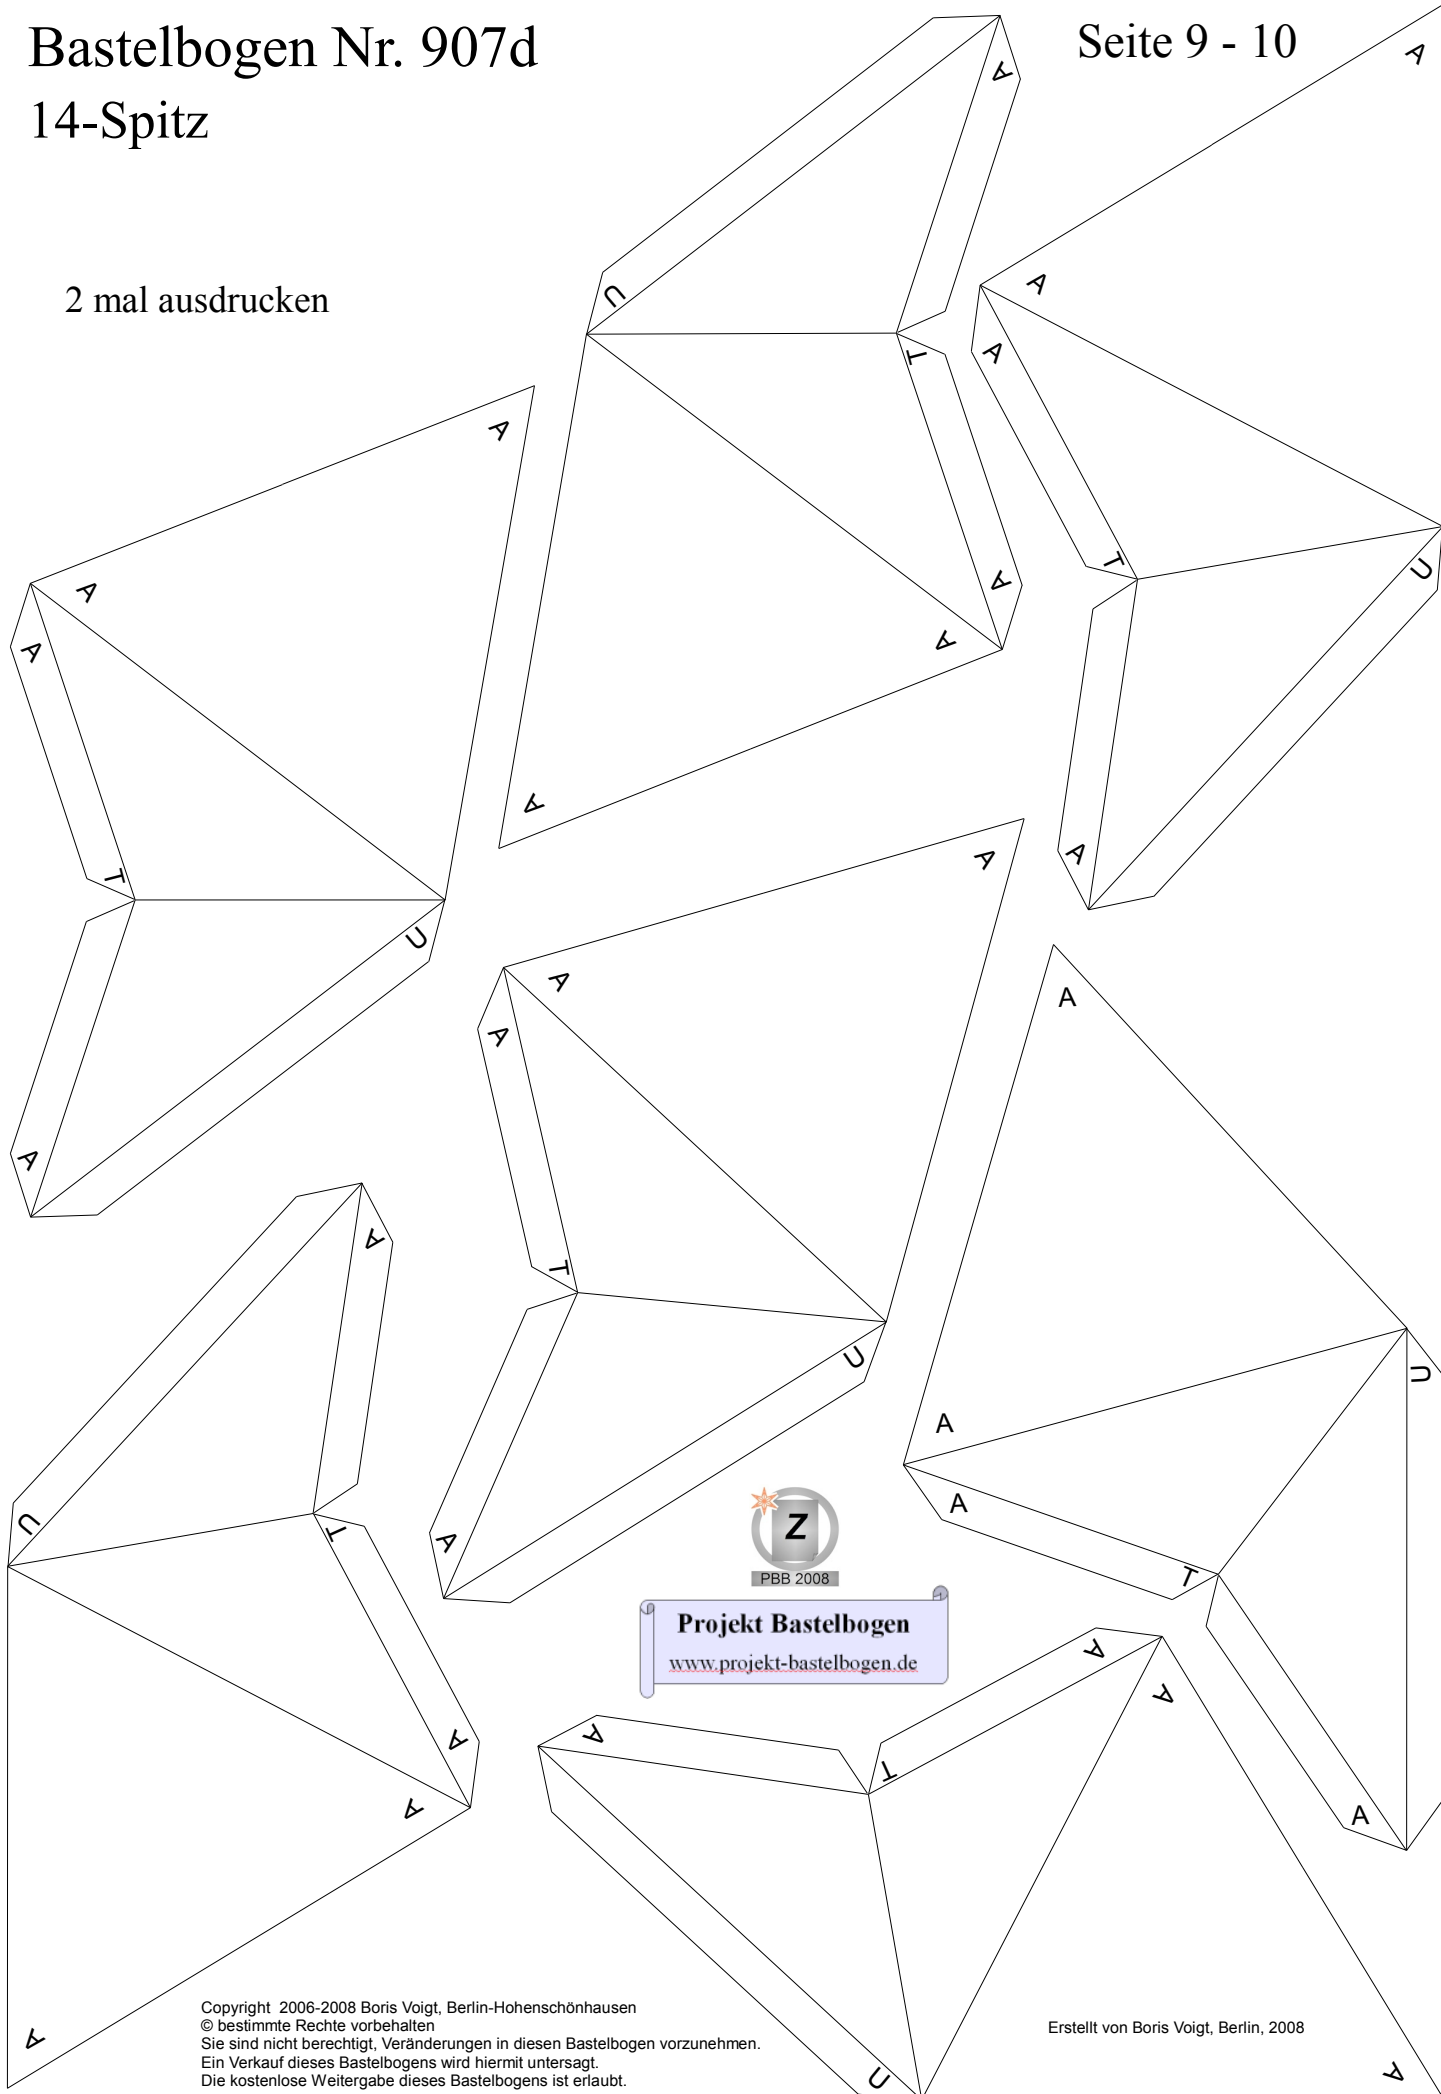 Bastelbogen Nr. 907d
Seite 9 - 10
14-Spitz
2 mal ausdrucken
A
A
U
A
A
T
A
A
A
A
T
U
A
A
A
T
U
A
A
A
A
T
U
A
A
A
T
U
A
A
A
U
A
A
T
A
U
T
A
A
A
Z
PBB 2008
Projekt Bastelbogen
www.projekt-bastelbogen.de
A
A
A
T
U
A
Copyright 2006-2008 Boris Voigt, Berlin-Hohenschönhausen
© bestimmte Rechte vorbehalten
Sie sind nicht berechtigt, Veränderungen in diesen Bastelbogen vorzunehmen.
Ein Verkauf dieses Bastelbogens wird hiermit untersagt.
Die kostenlose Weitergabe dieses Bastelbogens ist erlaubt.
Erstellt von Boris Voigt, Berlin, 2008